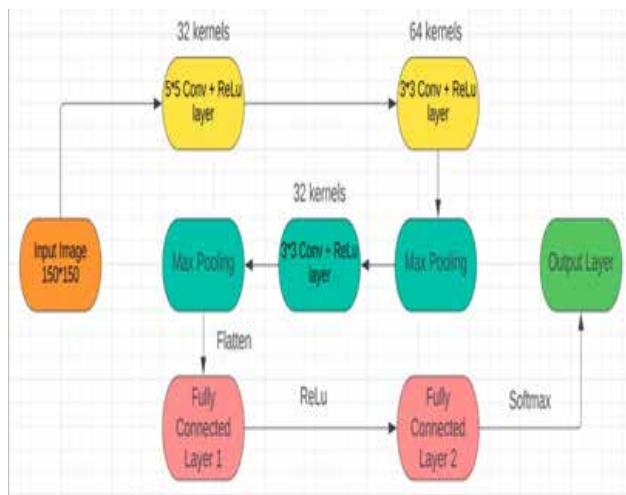 32 kernels
64 kernels
5*5 Conv + ReLu
layer
3*3 Conv + ReLu
layer
32 kernels
Input Image
150*150
Max Pooling
3*3 Conv + ReLu
layer
Max Pooling
Output Layer
Flatten
Fully
Connected
Layer 1
ReLu
Fully
Connected
Layer 2
Softmax